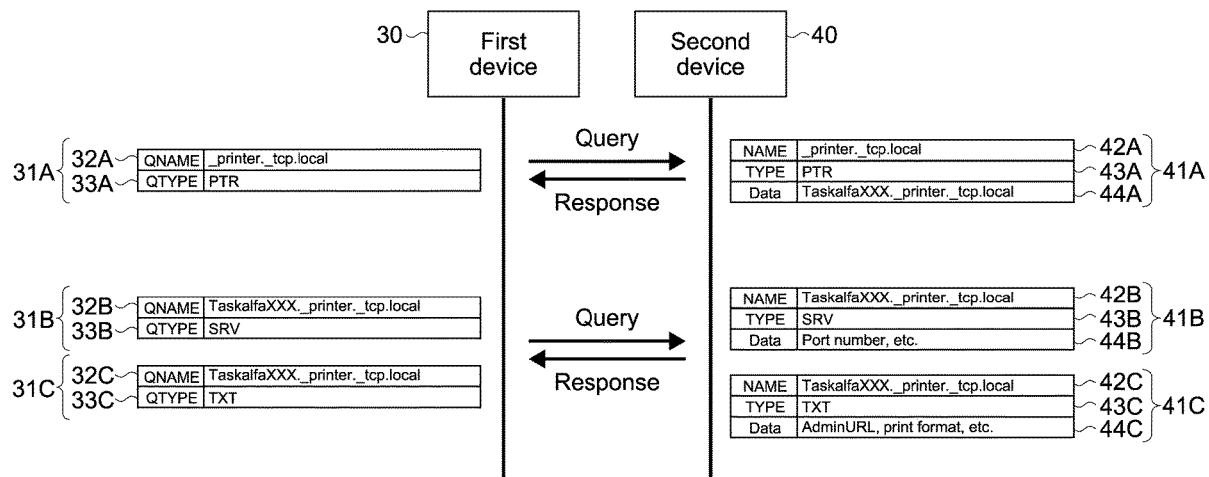 30
First
device
Second
device
40
31A
32A
QNAME _printer._tcp.local
33A
QTYPE PTR
Query
Response
NAME _printer._tcp.local
42A
TYPE PTR
43A
Data TaskalfaXXX._printer._tcp.local
44A
41A
31B
32B
QNAME TaskalfaXXX._printer._tcp.local
33B
QTYPE SRV
31C
32C
QNAME TaskalfaXXX._printer._tcp.local
33C
QTYPE TXT
Query
Response
NAME TaskalfaXXX._printer._tcp.local
42B
TYPE SRV
43B
Data Port number, etc.
44B
41B
NAME TaskalfaXXX._printer._tcp.local
42C
TYPE TXT
43C
Data AdminURL, print format, etc.
44C
41C